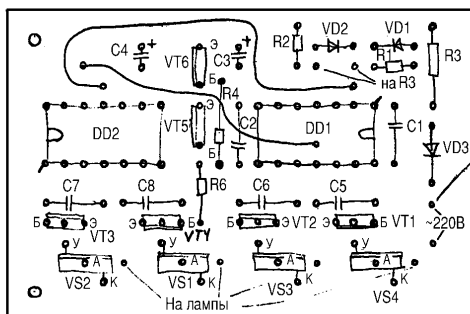 C4 + VT6 Э C3 + R2 VD2 VD1
R1 R3
Б R4 на R3
VT5 Э C2 C1
DD2 DD1 VD3
Б
C7 C8 R6 C6 C5
Б Э Э Б Б Э Э Б ~220В
VT3 VT4 VT2 VT1
У У У У
А А А А
VS2 К VS1 К VS3 К VS4 К
На лампы